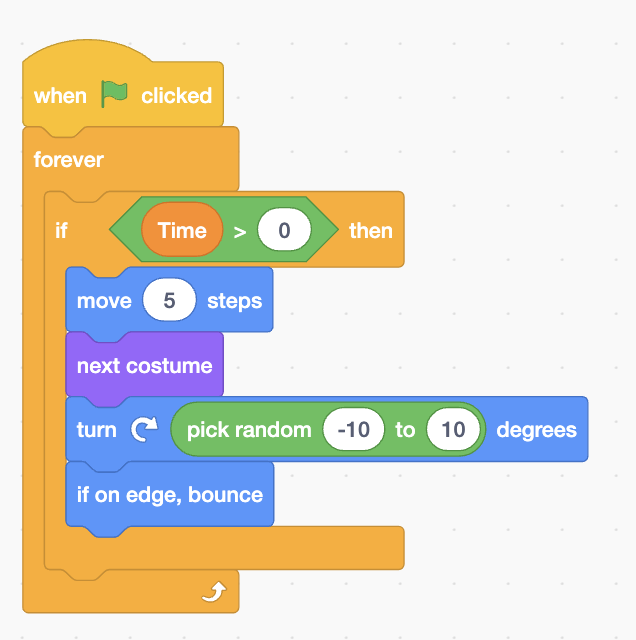 when clicked
forever
if Time > 0 then
move 5 steps
next costume
turn pick random -10 to 10 degrees
if on edge, bounce